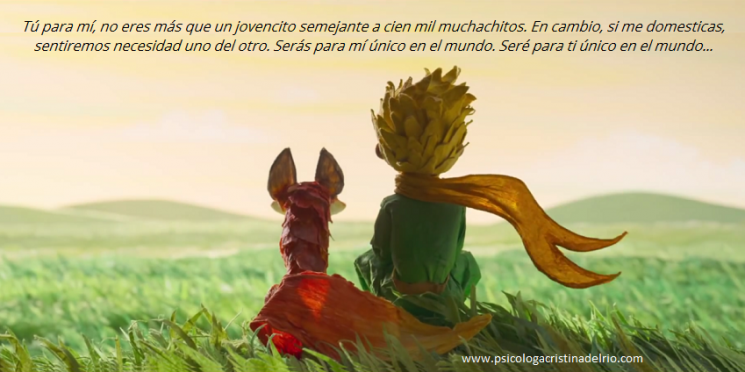 Tú para mí, no eres más que un jovencito semejante a cien mil muchachitos. En cambio, si me domesticas,
sentiremos necesidad uno del otro. Serás para mí único en el mundo. Seré para ti único en el mundo...
www.psicologacristinadelrio.com